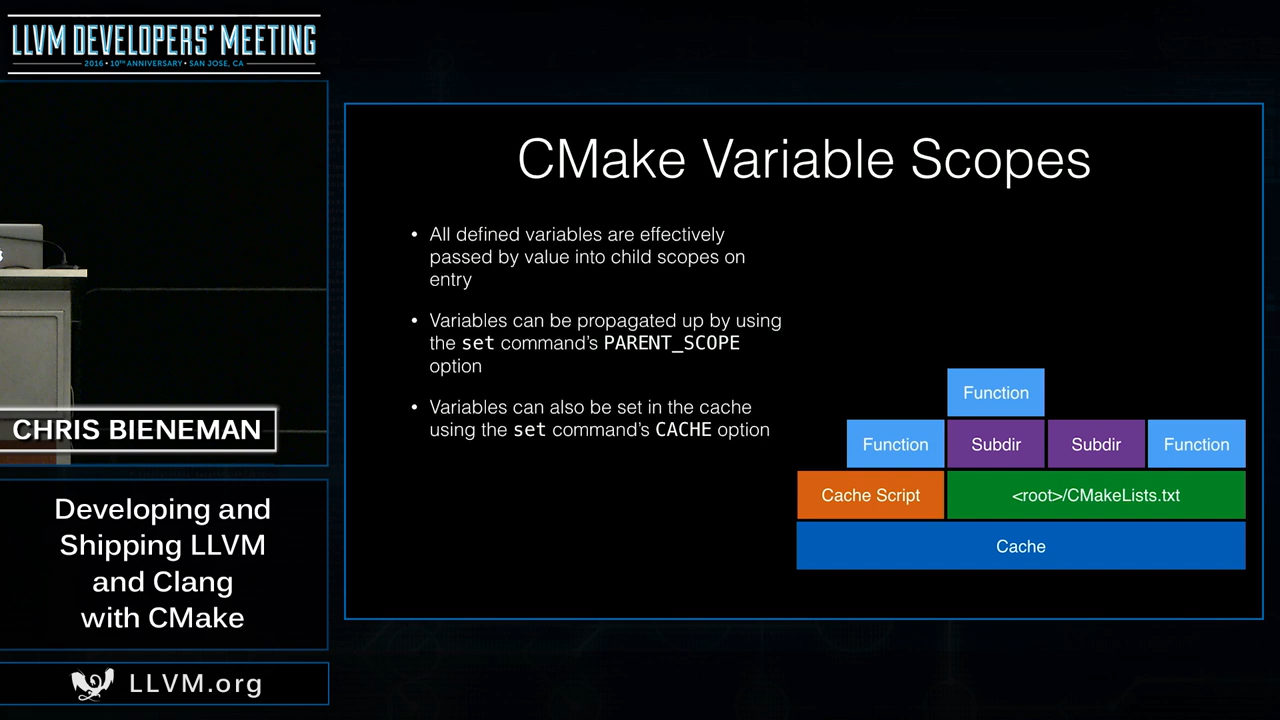 LLVM DEVELOPERS' MEETING
2016 • 10TH ANNIVERSARY • SAN JOSE, CA
CMake Variable Scopes
• All defined variables are effectively
passed by value into child scopes on
entry
• Variables can be propagated up by using
the set command's PARENT_SCOPE
option
• Variables can also be set in the cache
using the set command's CACHE option
Function
Function
Subdir
Subdir
Function
Cache Script
<root>/CMakeLists.txt
Cache
CHRIS BIENEMAN
Developing and
Shipping LLVM
and Clang
with CMake
LLVM.org